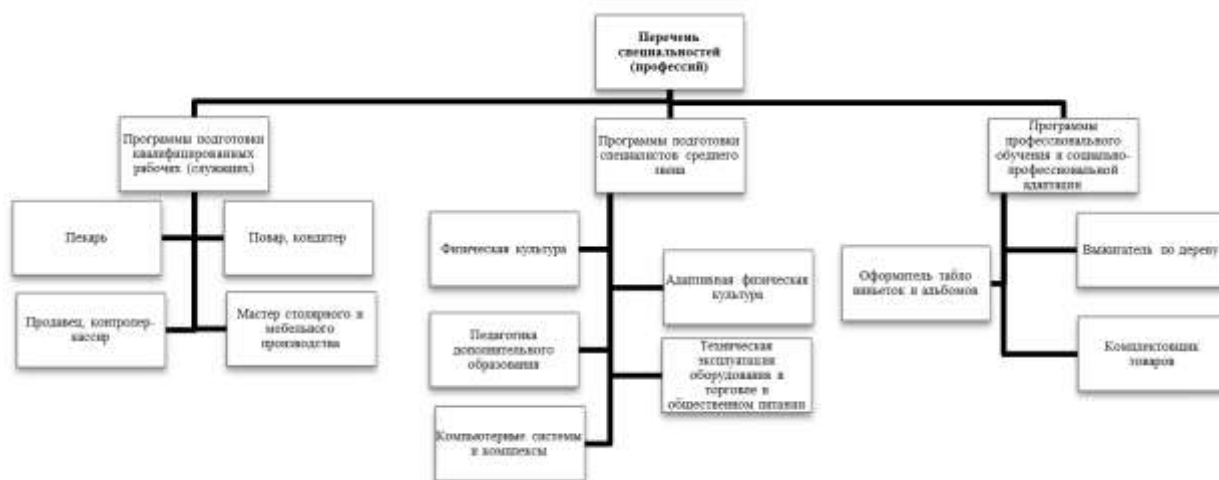 Перечень
специальностей
(профессий)
Программы подготовки
квалифицированных
рабочих (служащих)
Программы подготовки
специалистов среднего
звена
Программы
профессионального
обучения и социально-
профессиональной
адаптации
Пекарь
Повар, кондитер
Продавец, контролер-
кассир
Мастер столярного и
мебельного
производства
Физическая культура
Адаптивная физическая
культура
Педагогика
дополнительного
образования
Техническая
эксплуатация
оборудования в
торговле и
общественном питании
Компьютерные системы
и комплексы
Выжигатель по дереву
Оформитель табло
виньеток и альбомов
Комплектовщик
товаров